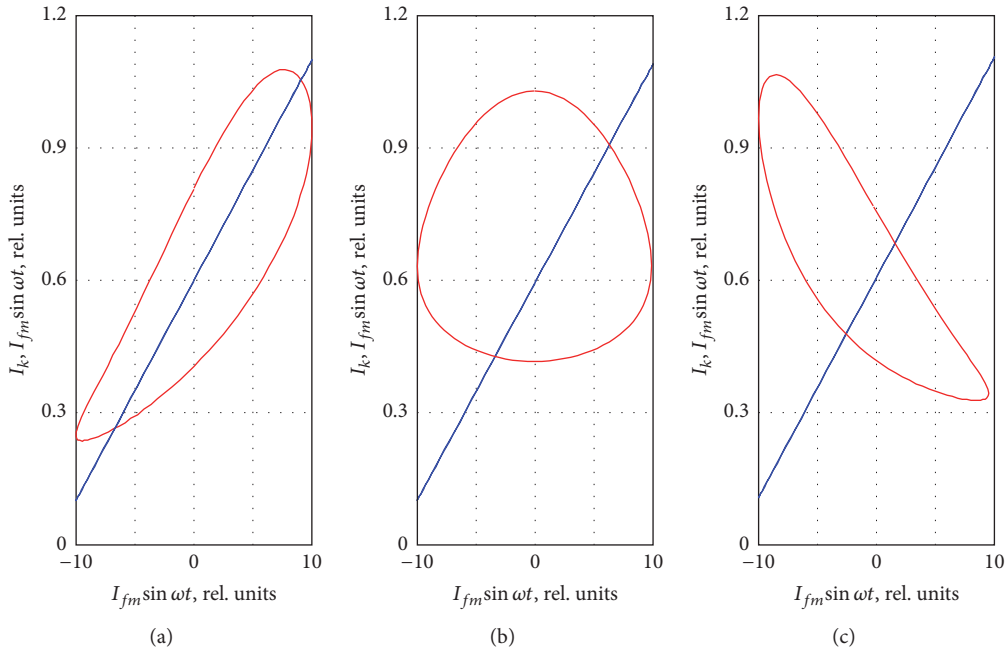 1.2
0.9
0.6
0.3
0
−10
0
10
I_k, I_fm sin ωt, rel. units
I_fm sin ωt, rel. units
(a)
1.2
0.9
0.6
0.3
0
−10
0
10
I_k, I_fm sin ωt, rel. units
I_fm sin ωt, rel. units
(b)
1.2
0.9
0.6
0.3
0
−10
0
10
I_k, I_fm sin ωt, rel. units
I_fm sin ωt, rel. units
(c)